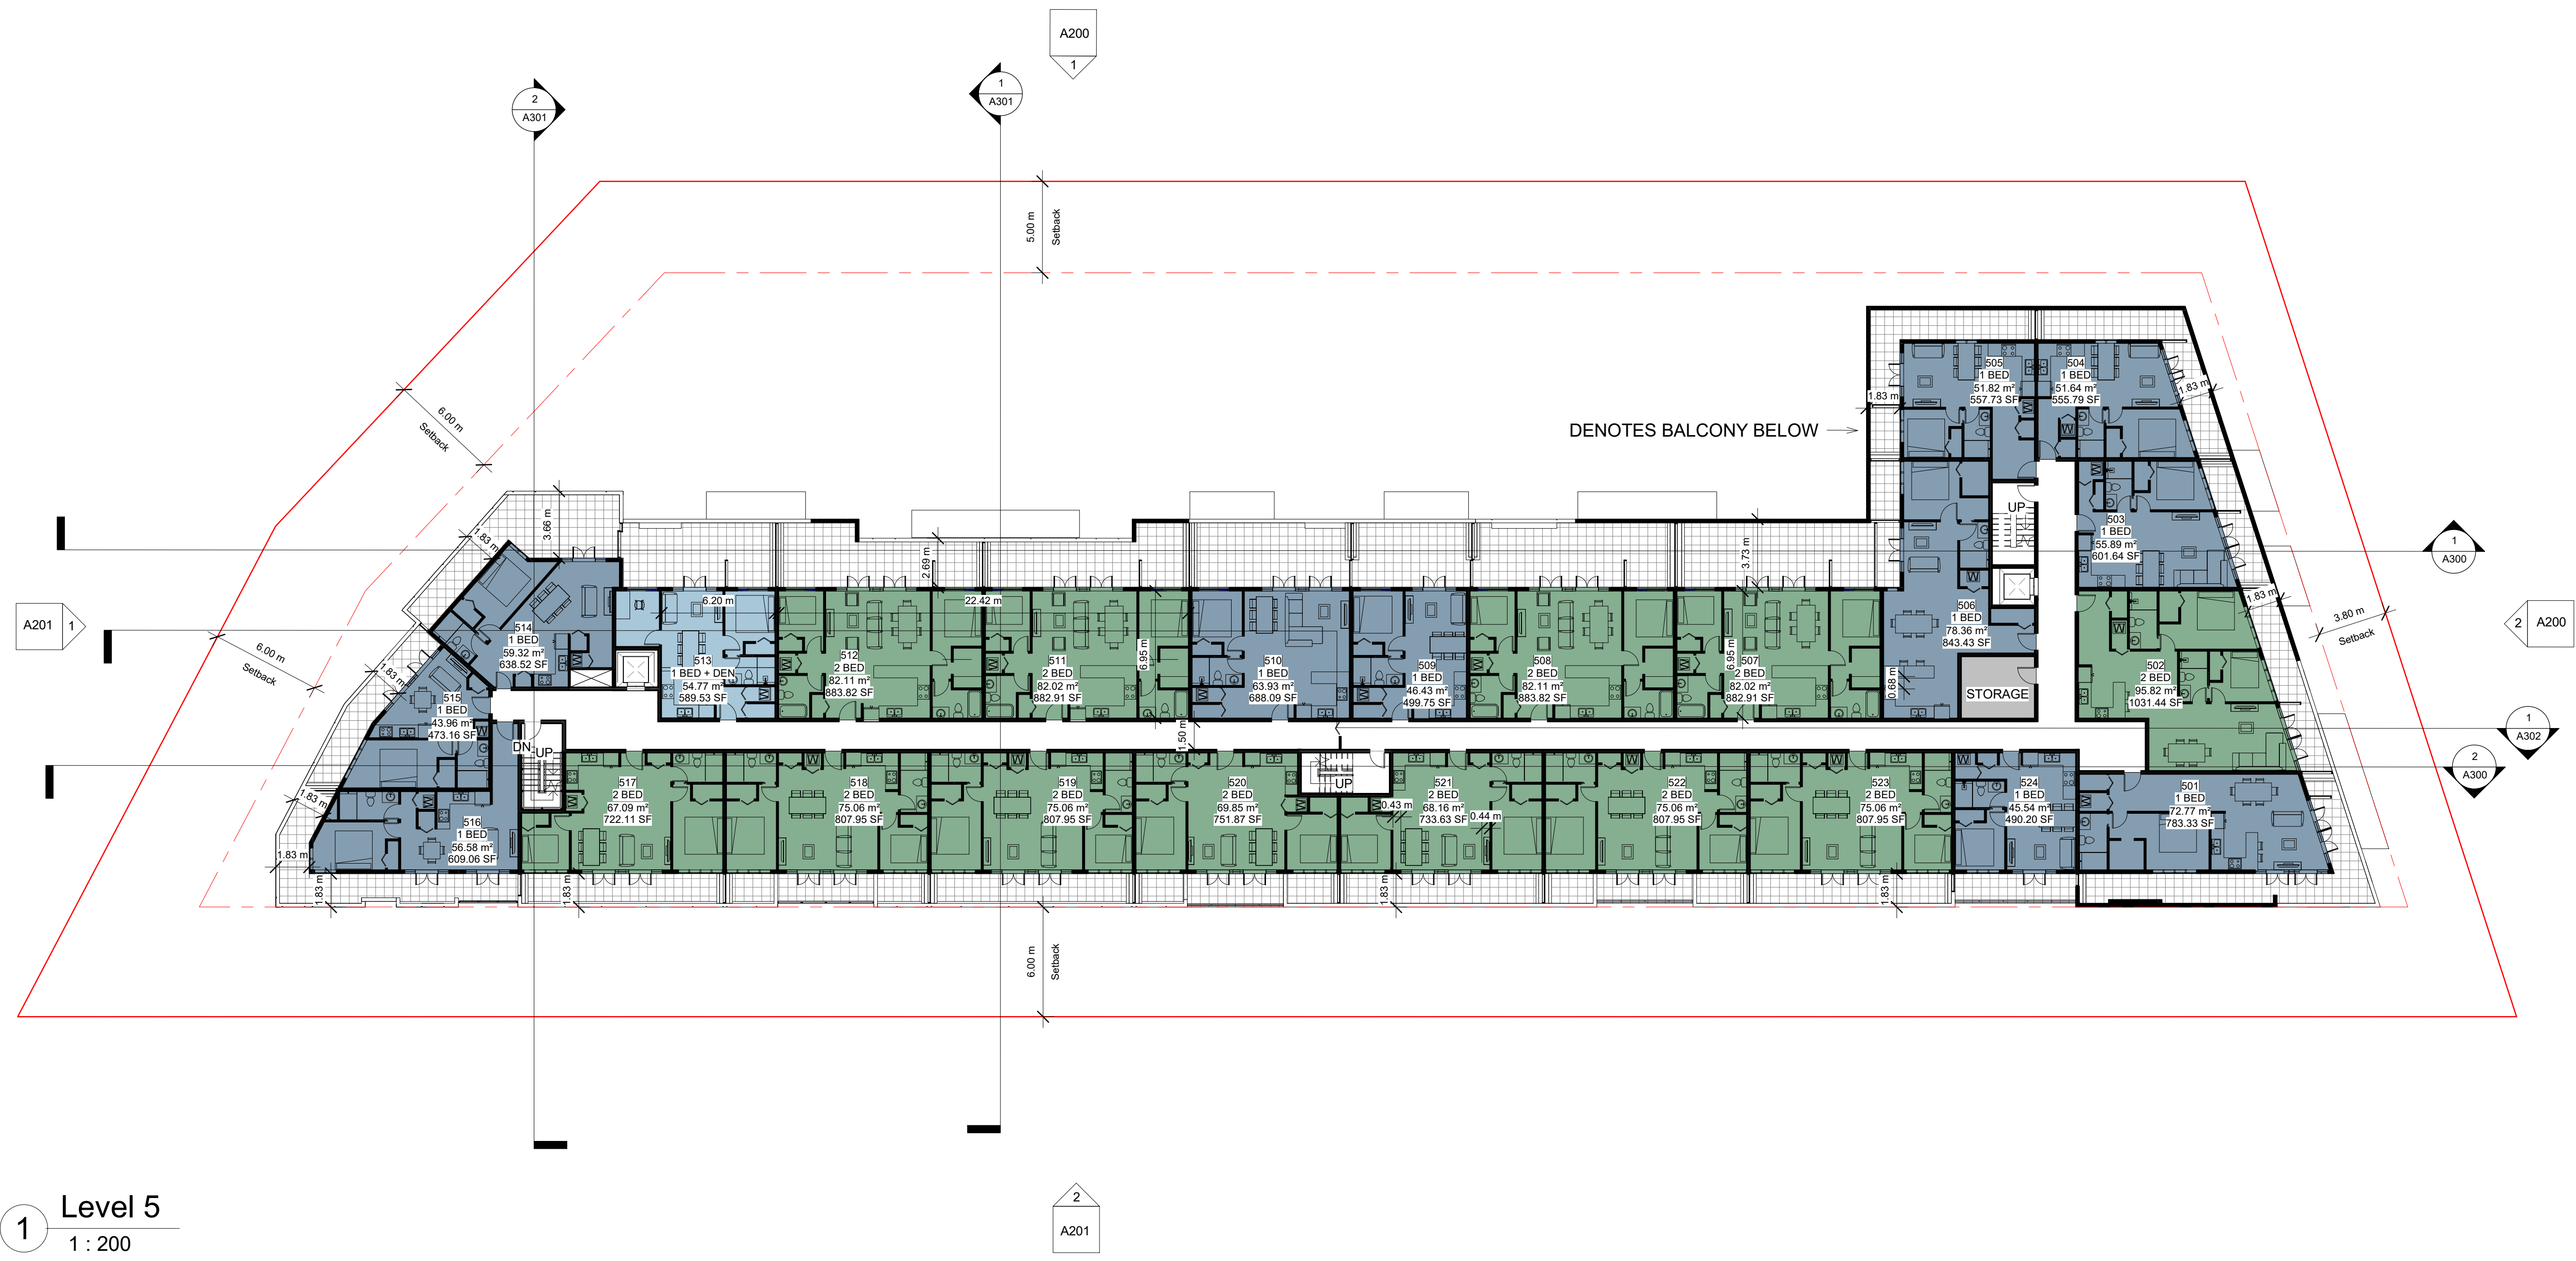 A200
1
1
A301
2
A301
5.00 m
Setback
6.00 m
Setback
DENOTES BALCONY BELOW
505
1 BED
51.82 m²
557.73 SF
504
1 BED
51.64 m²
555.79 SF
1.83 m
1.83 m
UP
503
1 BED
55.89 m²
601.64 SF
1.83 m
1
A300
3.66 m
1.83 m
2.69 m
3.73 m
A201
1
6.00 m
Setback
1.83 m
514
1 BED
59.32 m²
638.52 SF
6.20 m
513
1 BED + DEN
54.77 m²
589.53 SF
512
2 BED
82.11 m²
883.82 SF
22.42 m
511
2 BED
82.02 m²
882.91 SF
6.95 m
510
1 BED
63.93 m²
688.09 SF
509
1 BED
46.43 m²
499.75 SF
508
2 BED
82.11 m²
883.82 SF
6.95 m
507
2 BED
82.02 m²
882.91 SF
506
1 BED
78.36 m²
843.43 SF
0.68 m
STORAGE
502
2 BED
95.82 m²
1031.44 SF
3.80 m
Setback
2
A200
515
1 BED
43.96 m²
473.16 SF
DN
UP
1.50 m
1
A302
2
A300
1.83 m
516
1 BED
56.58 m²
609.06 SF
517
2 BED
67.09 m²
722.11 SF
518
2 BED
75.06 m²
807.95 SF
519
2 BED
75.06 m²
807.95 SF
520
2 BED
69.85 m²
751.87 SF
UP
0.43 m
521
2 BED
68.16 m²
733.63 SF
0.44 m
522
2 BED
75.06 m²
807.95 SF
523
2 BED
75.06 m²
807.95 SF
524
1 BED
45.54 m²
490.20 SF
501
1 BED
72.77 m²
783.33 SF
1.83 m
1.83 m
1.83 m
1.83 m
1.83 m
6.00 m
Setback
2
A201
1
Level 5
1 : 200